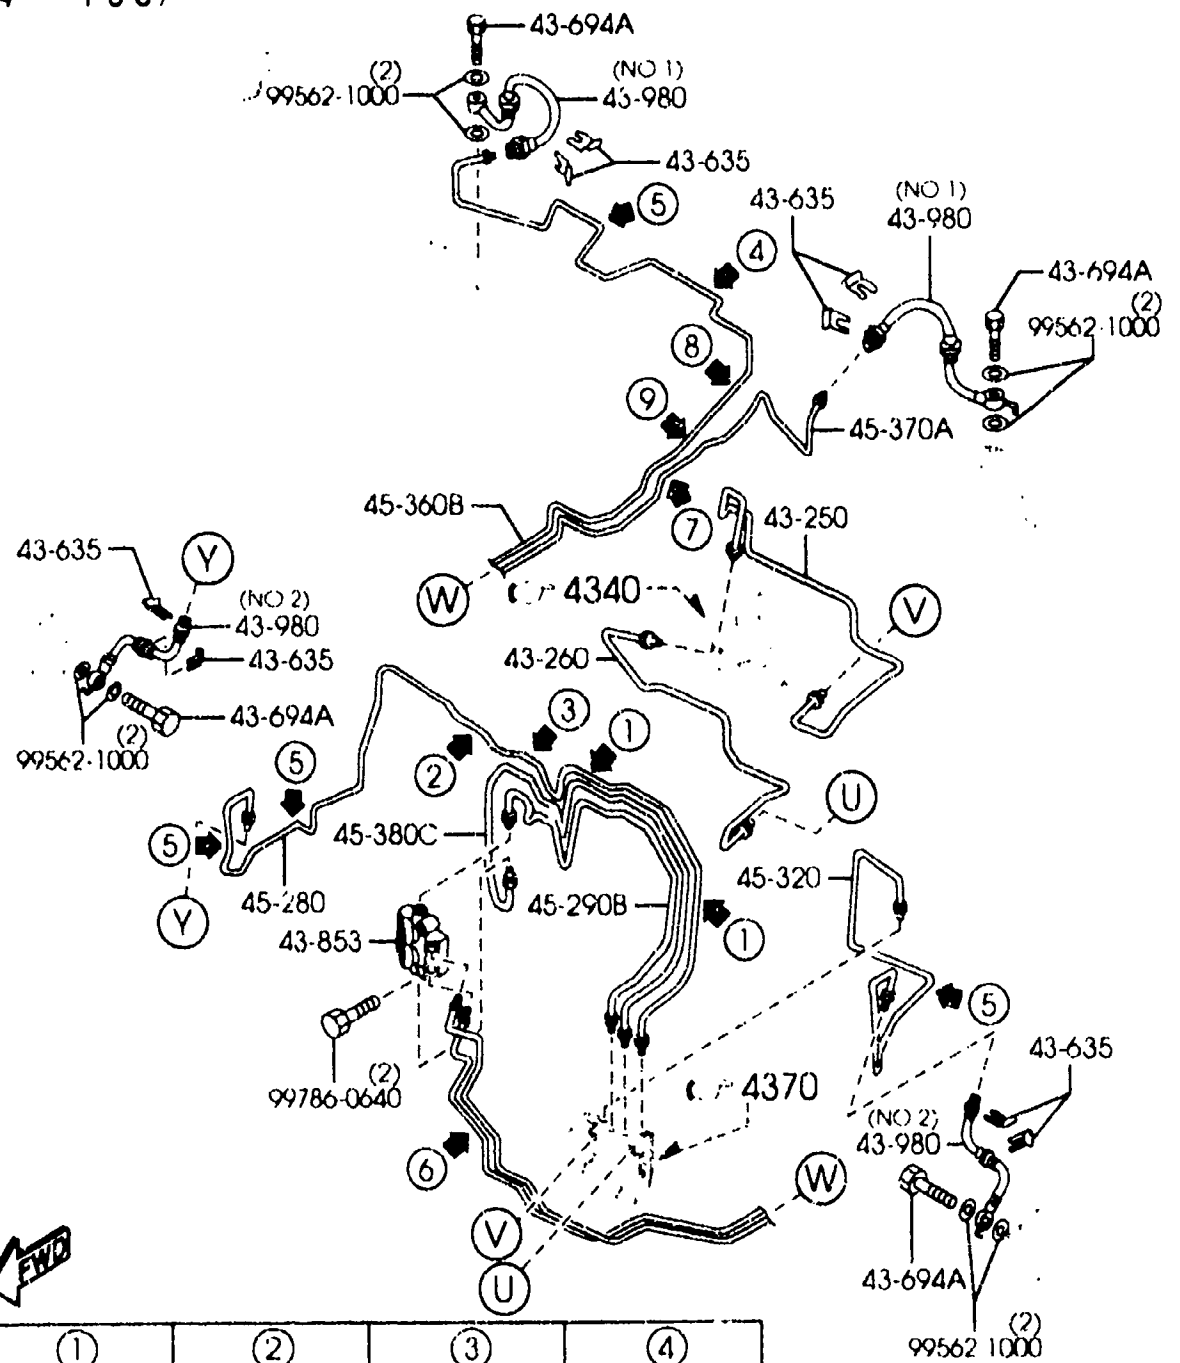 43-694A
(2)
99562-1000
(NO 1)
43-980
43-635
5
43-635
(NO 1)
43-980
4
43-694A
(2)
99562-1000
8
9
45-370A
45-360B
7
43-250
43-635
Y
W
4340
V
(NO 2)
43-980
43-635
43-260
43-694A
(2)
99562-1000
3
1
2
5
U
45-380C
5
45-280
45-290B
45-320
Y
43-853
1
5
99786-0640
(2)
4370
43-635
(NO 2)
43-980
6
W
V
U
FWD
43-694A
(2)
99562-1000
1
2
3
4